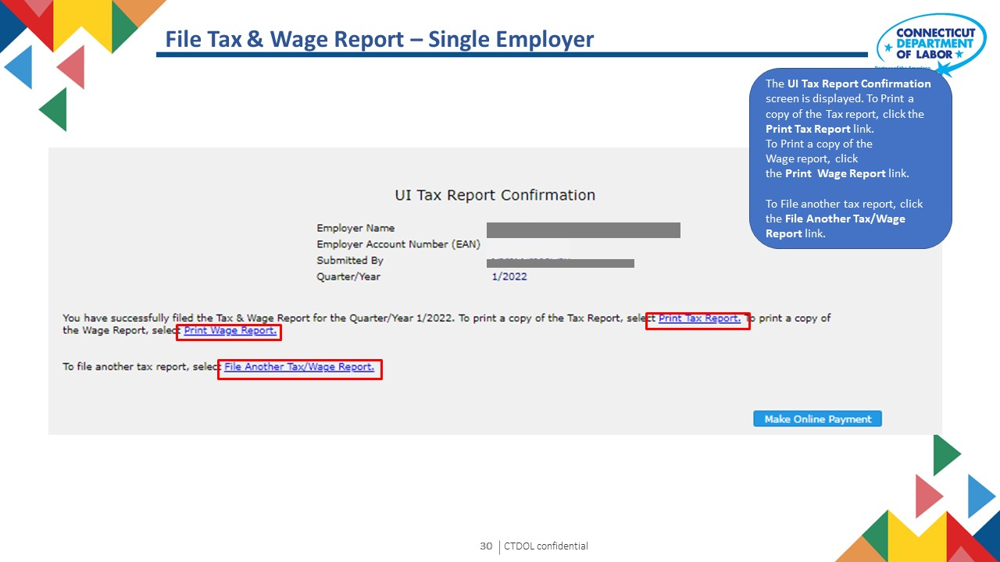 File Tax & Wage Report – Single Employer
CONNECTICUT
DEPARTMENT
OF LABOR
The UI Tax Report Confirmation
screen is displayed. To Print a
copy of the Tax report, click the
Print Tax Report link.
To Print a copy of the
Wage report, click
the Print Wage Report link.
To File another tax report, click
the File Another Tax/Wage
Report link.
UI Tax Report Confirmation
Employer Name
Employer Account Number (EAN)
Submitted By
Quarter/Year 1/2022
You have successfully filed the Tax & Wage Report for the Quarter/Year 1/2022. To print a copy of the Tax Report, select Print Tax Report. To print a copy of
the Wage Report, select Print Wage Report.
To file another tax report, select File Another Tax/Wage Report.
Make Online Payment
30 CTDOL confidential